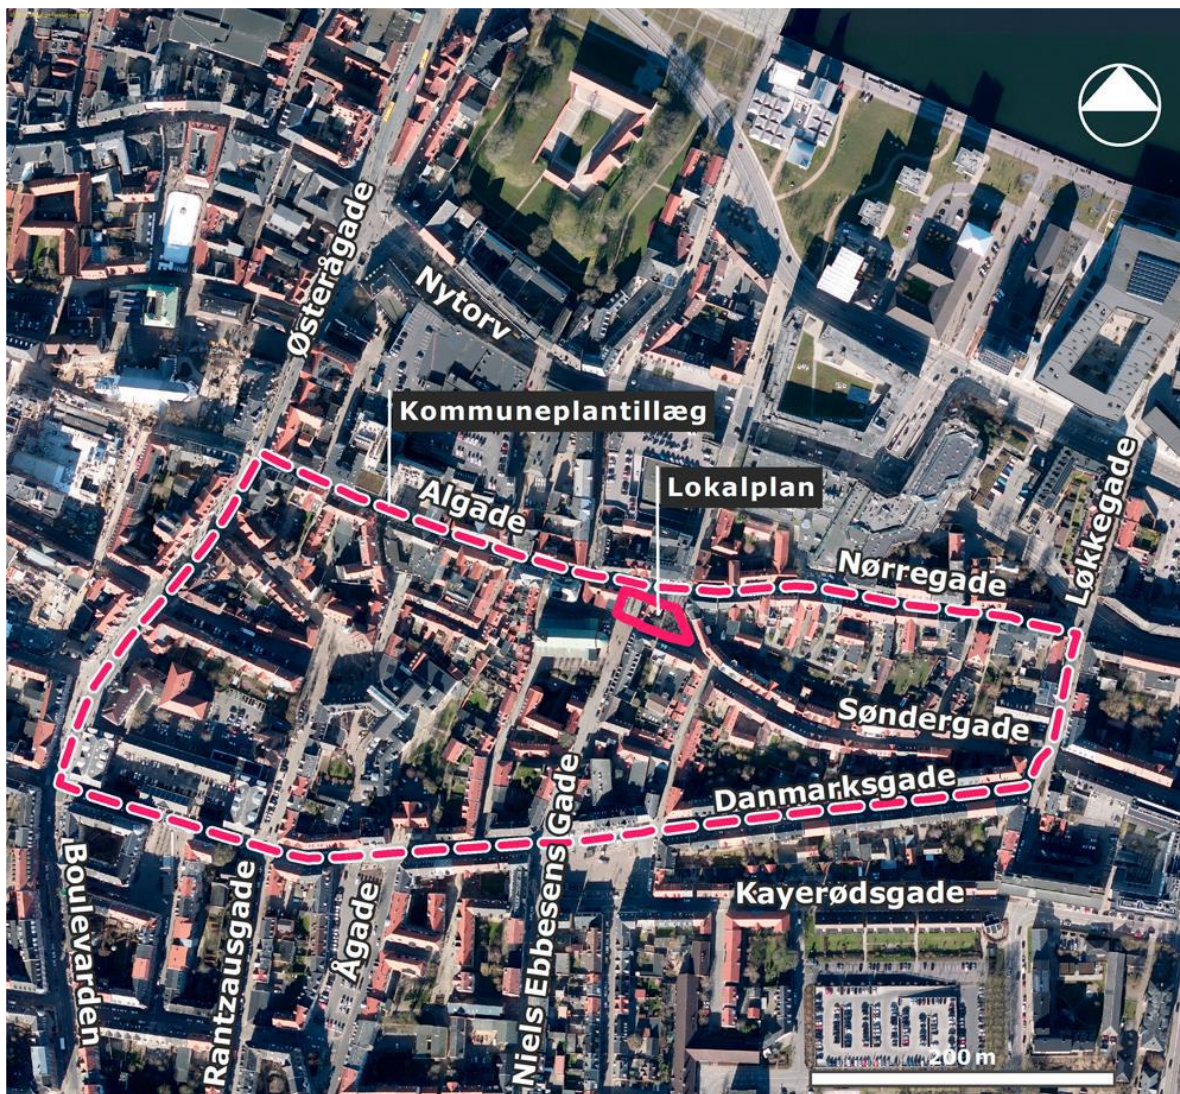 Østerågade
Nytorv
Kommuneplantillæg
Algade
Lokalplan
Løkkegade
Nørregade
Søndergade
Danmarksgade
Kayerødsgade
Boulevarden
Rantzausgade
Ågade
Niels Ebbesens Gade
200 m